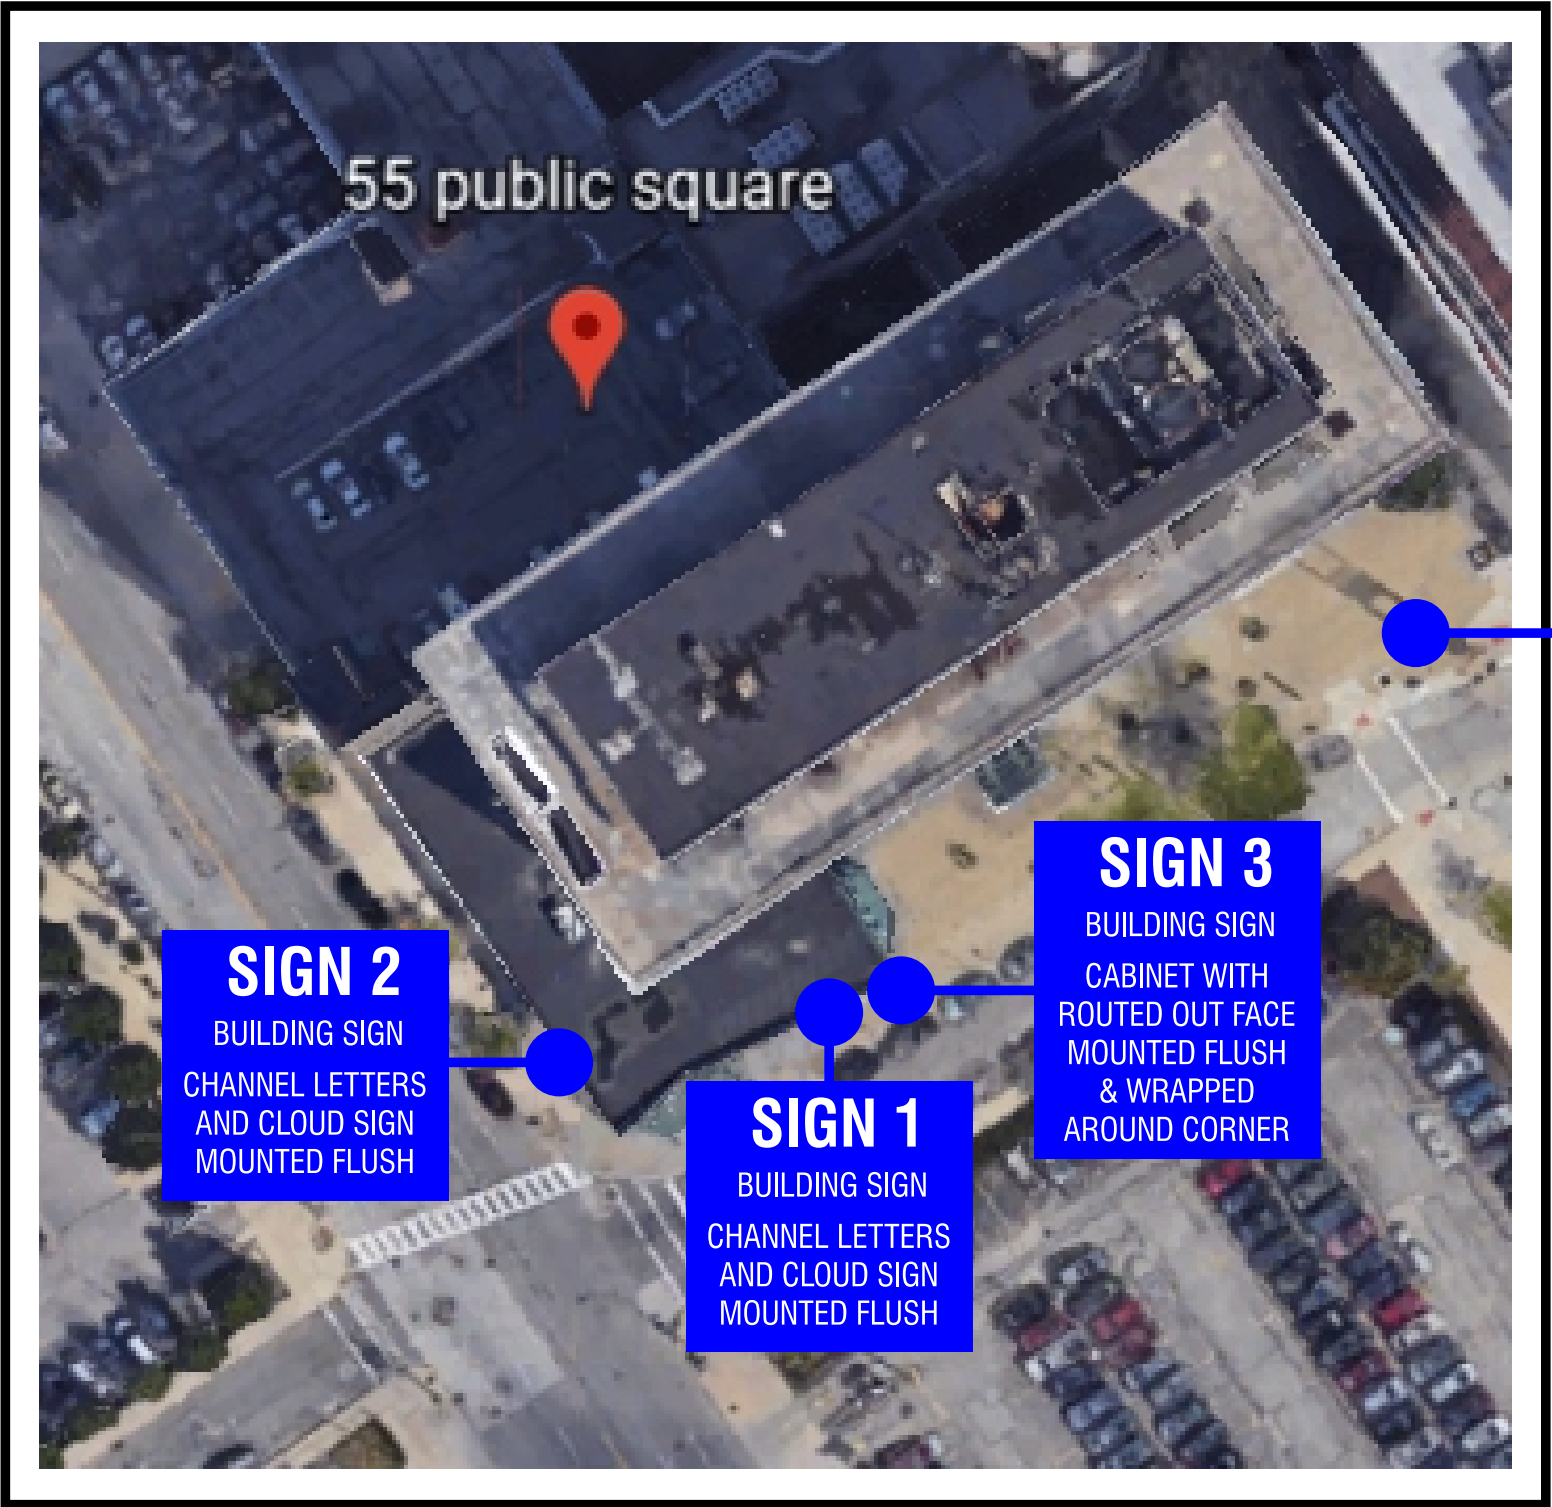 55 public square
SIGN 3
BUILDING SIGN
CABINET WITH
ROUTED OUT FACE
MOUNTED FLUSH
& WRAPPED
AROUND CORNER
SIGN 2
BUILDING SIGN
CHANNEL LETTERS
AND CLOUD SIGN
MOUNTED FLUSH
SIGN 1
BUILDING SIGN
CHANNEL LETTERS
AND CLOUD SIGN
MOUNTED FLUSH